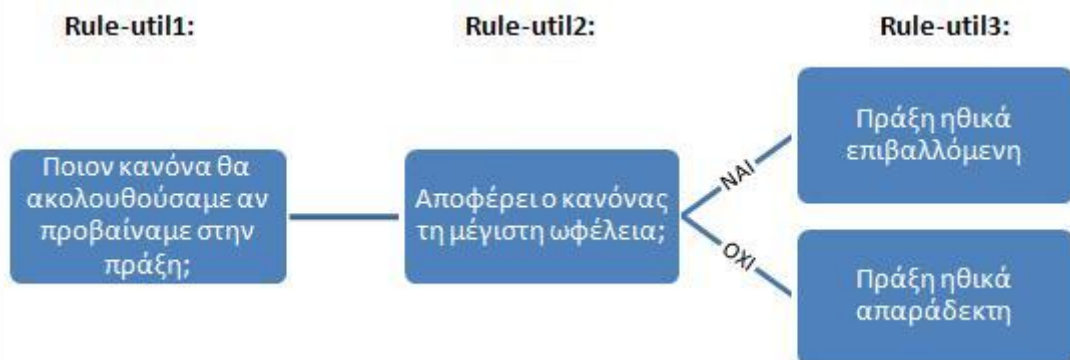 Rule-util1:
Rule-util2:
Rule-util3:
Ποιον κανόνα θα
ακολουθούσαμε αν
προβαίναμε στην
πράξη;
Αποφέρει ο κανόνας
τη μέγιστη ωφέλεια;
ΝΑΙ
ΟΧΙ
Πράξη ηθικά
επιβαλλόμενη
Πράξη ηθικά
απαράδεκτη